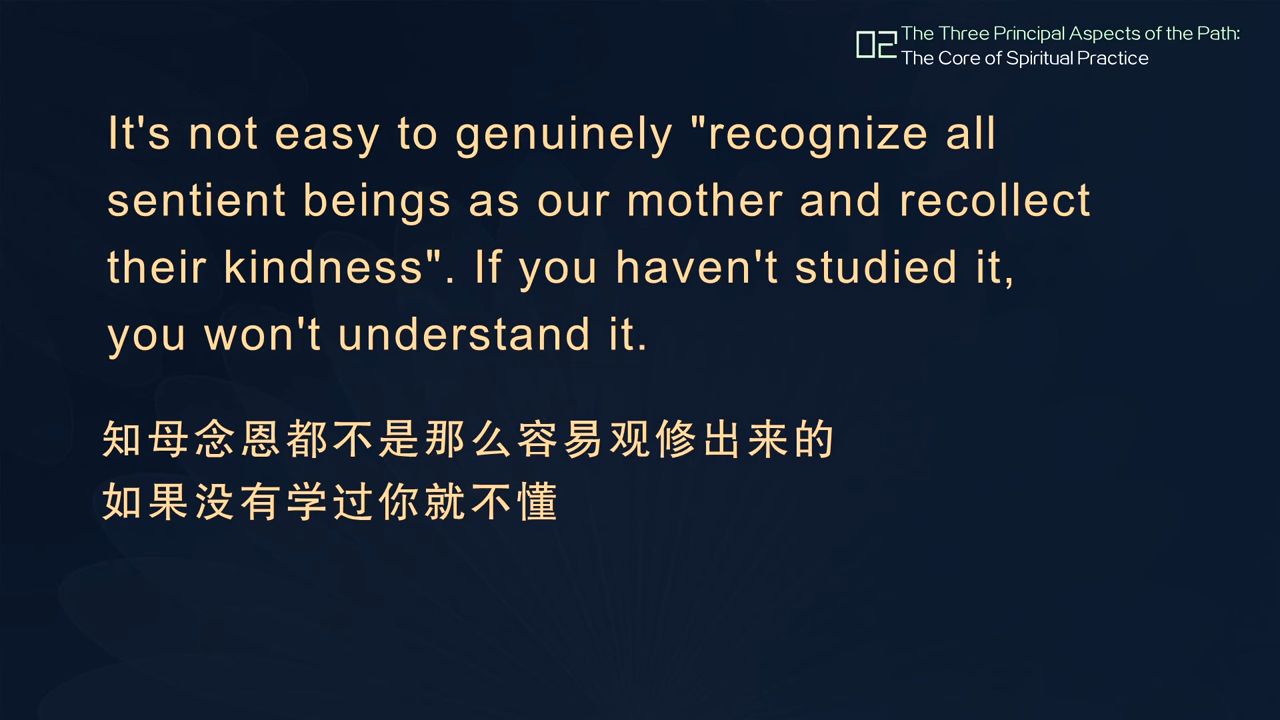 02
The Three Principal Aspects of the Path:
The Core of Spiritual Practice
It's not easy to genuinely "recognize all
sentient beings as our mother and recollect
their kindness". If you haven't studied it,
you won't understand it.
知母念恩都不是那么容易观修出来的
如果没有学过你就不懂